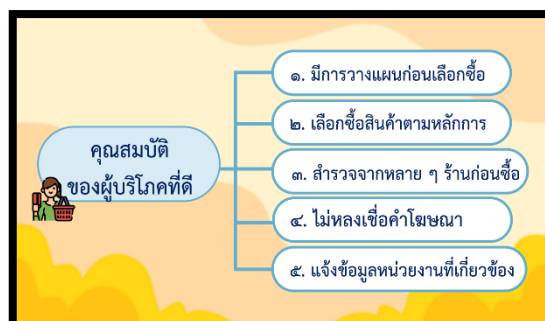 คุณสมบัติ
ของผู้บริโภคที่ดี
๑. มีการวางแผนก่อนเลือกซื้อ
๒. เลือกซื้อสินค้าตามหลักการ
๓. สำรวจจากหลาย ๆ ร้านก่อนซื้อ
๔. ไม่หลงเชื่อคำโฆษณา
๕. แจ้งข้อมูลหน่วยงานที่เกี่ยวข้อง